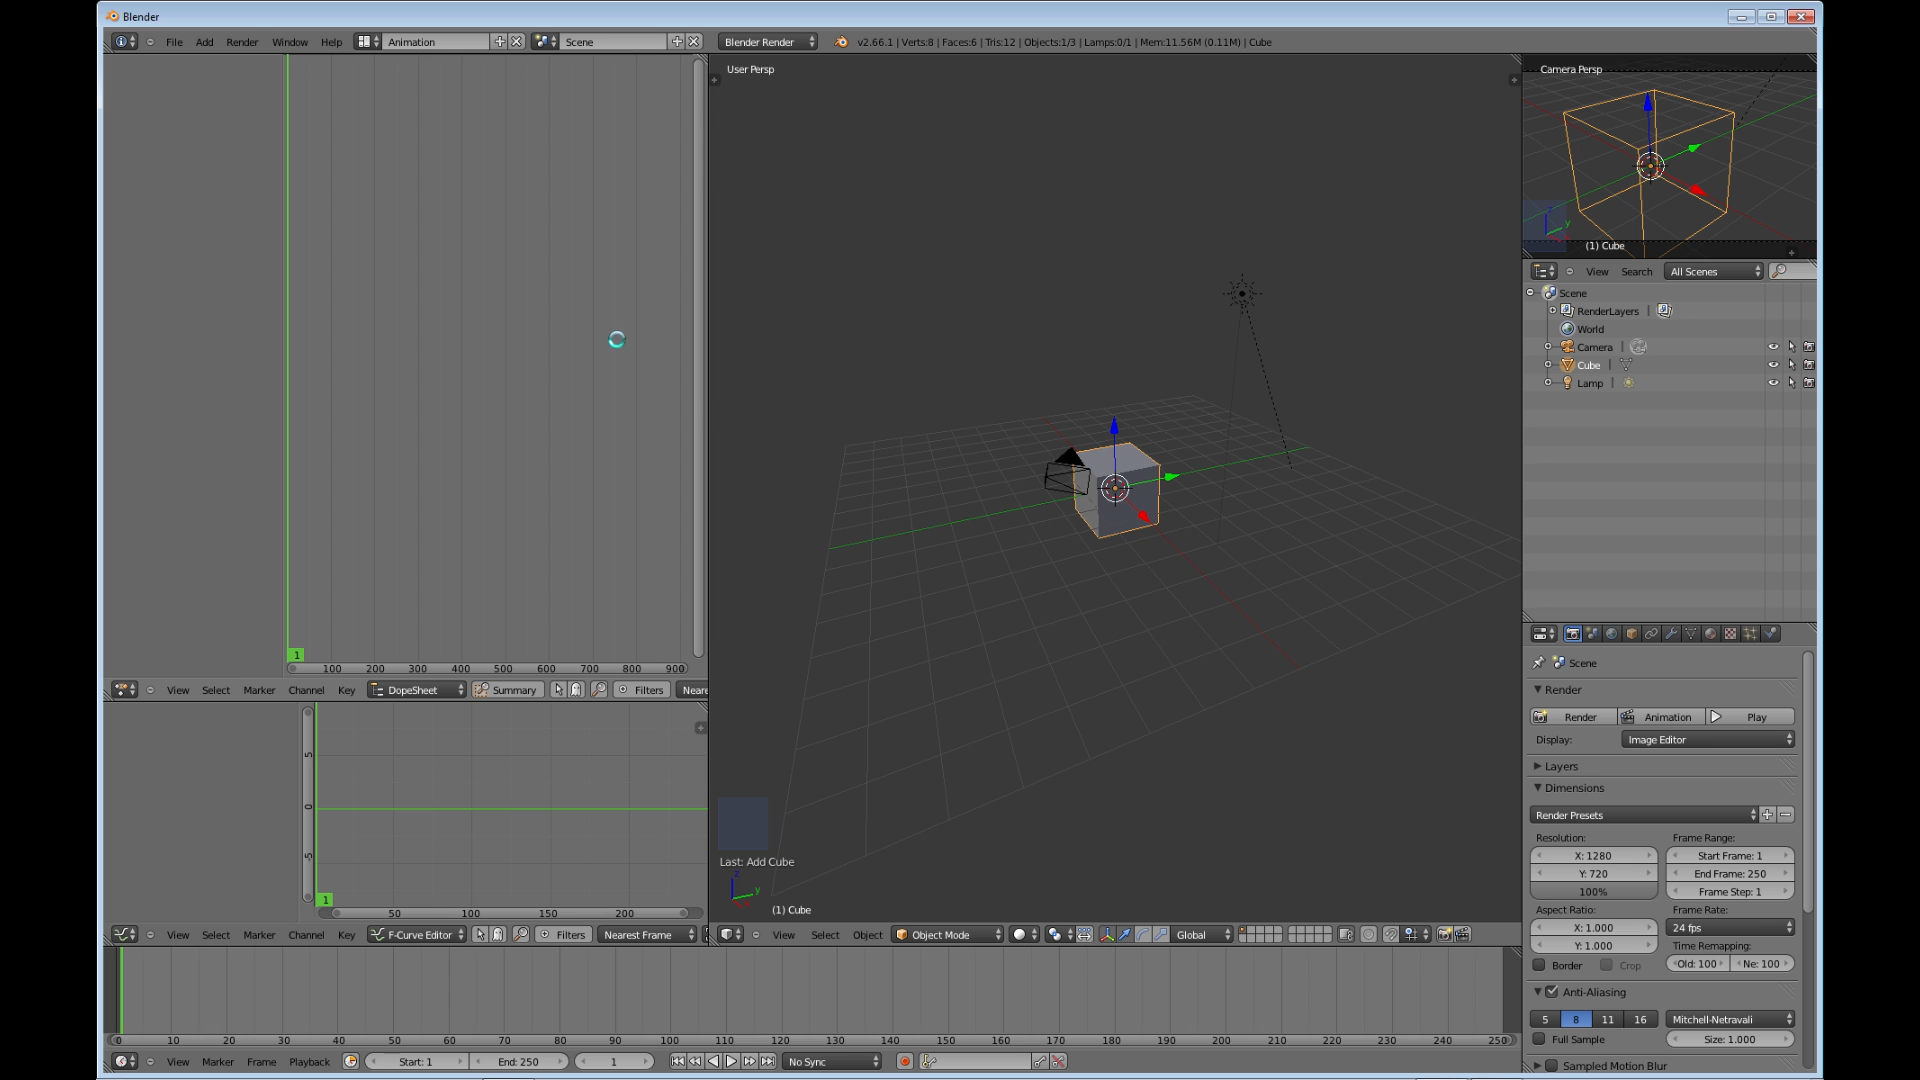 Blender
File Add Render Window Help Animation Scene Blender Render v2.66.1 | Verts:8 | Faces:6 | Tris:12 | Objects:1/3 | Lamps:0/1 | Mem:11.56M (0.11M) | Cube
1
100 200 300 400 500 600 700 800 900
View Select Marker Channel Key DopeSheet Summary Filters Neare
5
0
-5
1
50 100 150 200
View Select Marker Channel Key F-Curve Editor Filters Nearest Frame
User Persp
Last: Add Cube
z
y
(1) Cube
View Select Object Object Mode Global
Camera Persp
y
(1) Cube
View Search All Scenes
Scene
RenderLayers |
World
Camera |
Cube |
Lamp |
Scene
Render
Render Animation Play
Display: Image Editor
Layers
Dimensions
Render Presets
Resolution: Frame Range:
X: 1280 Start Frame: 1
Y: 720 End Frame: 250
100% Frame Step: 1
Aspect Ratio: Frame Rate:
X: 1.000 24 fps
Y: 1.000 Time Remapping:
Border Crop Old: 100 Ne: 100
Anti-Aliasing
5 8 11 16 Mitchell-Netravali
Full Sample Size: 1.000
Sampled Motion Blur
0 10 20 30 40 50 60 70 80 90 100 110 120 130 140 150 160 170 180 190 200 210 220 230 240 250
View Marker Frame Playback Start: 1 End: 250 1 No Sync